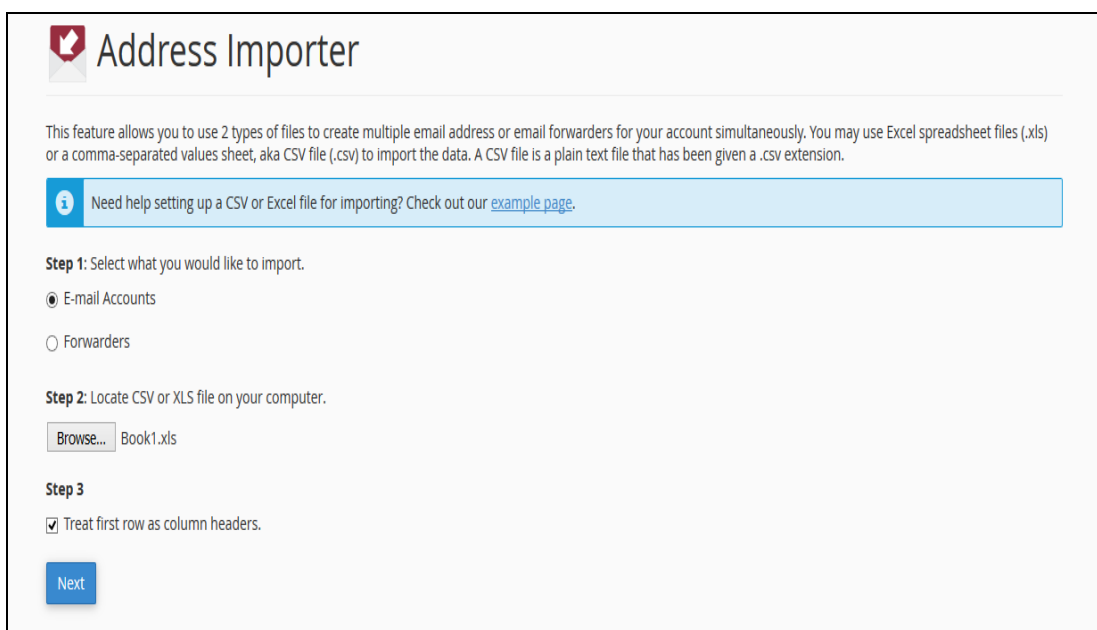 Address Importer
This feature allows you to use 2 types of files to create multiple email address or email forwarders for your account simultaneously. You may use Excel spreadsheet files (.xls)
or a comma-separated values sheet, aka CSV file (.csv) to import the data. A CSV file is a plain text file that has been given a .csv extension.
Need help setting up a CSV or Excel file for importing? Check out our example page.
Step 1: Select what you would like to import.
E-mail Accounts
Forwarders
Step 2: Locate CSV or XLS file on your computer.
Browse... Book1.xls
Step 3
Treat first row as column headers.
Next